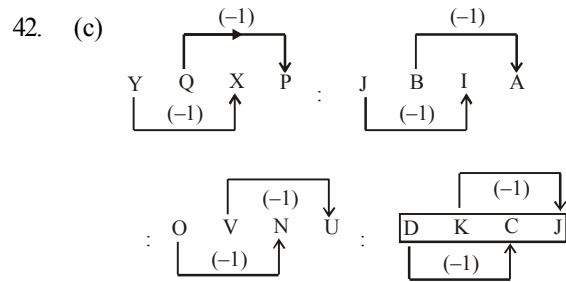 42. (c)
(–1)
Y Q X P : J B I A
(–1) (–1)
(–1)
: O V N U : D K C J
(–1) (–1)
(–1)
(–1)